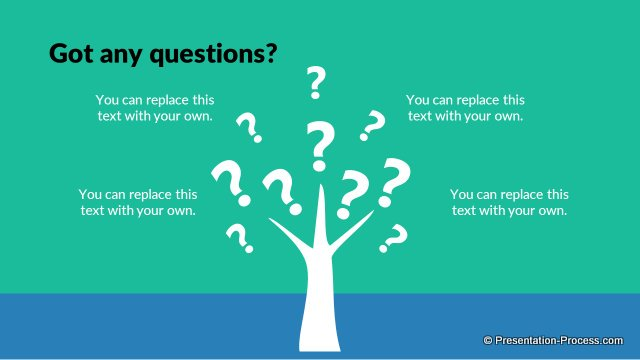 Got any questions?
You can replace this
text with your own.
You can replace this
text with your own.
You can replace this
text with your own.
You can replace this
text with your own.
? ? ? ? ? ? ? ? ? ?
© Presentation-Process.com